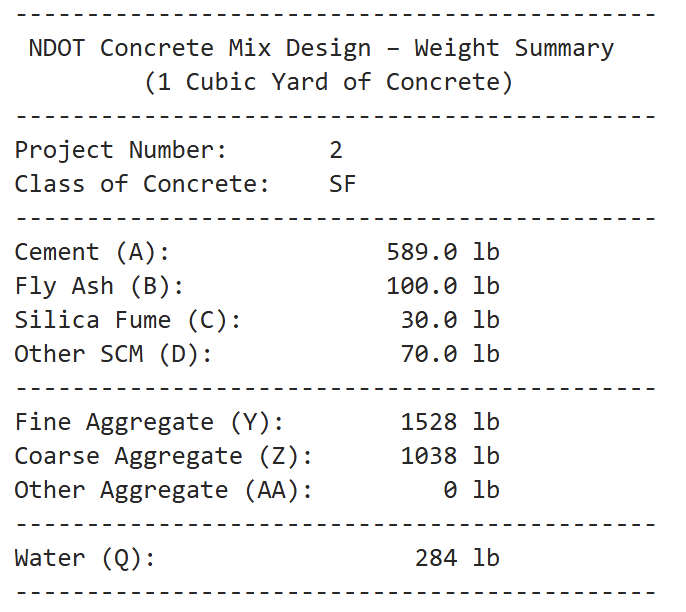 ---------------------------------------------
NDOT Concrete Mix Design – Weight Summary
(1 Cubic Yard of Concrete)
---------------------------------------------
Project Number: 2
Class of Concrete: SF
---------------------------------------------
Cement (A): 589.0 lb
Fly Ash (B): 100.0 lb
Silica Fume (C): 30.0 lb
Other SCM (D): 70.0 lb
---------------------------------------------
Fine Aggregate (Y): 1528 lb
Coarse Aggregate (Z): 1038 lb
Other Aggregate (AA): 0 lb
---------------------------------------------
Water (Q): 284 lb
---------------------------------------------